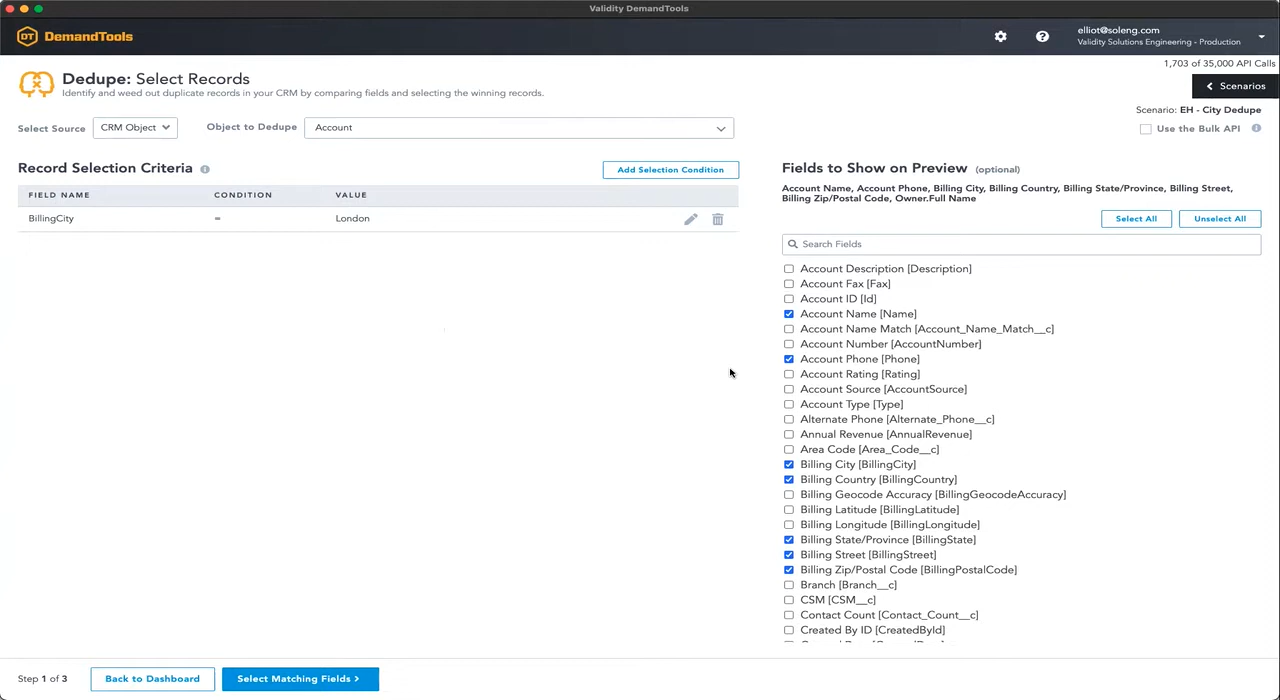 Validity DemandTools
DT DemandTools
elliot@soleng.com
Validity Solutions Engineering - Production
1,703 of 35,000 API Calls
Dedupe: Select Records
Identify and weed out duplicate records in your CRM by comparing fields and selecting the winning records.
Scenarios
Scenario: EH - City Dedupe
Select Source CRM Object Object to Dedupe Account
Use the Bulk API
Record Selection Criteria
Add Selection Condition
FIELD NAME CONDITION VALUE
BillingCity = London
Fields to Show on Preview (optional)
Account Name, Account Phone, Billing City, Billing Country, Billing State/Province, Billing Street,
Billing Zip/Postal Code, Owner.Full Name
Select All Unselect All
Search Fields
Account Description [Description]
Account Fax [Fax]
Account ID [Id]
Account Name [Name]
Account Name Match [Account_Name_Match__c]
Account Number [AccountNumber]
Account Phone [Phone]
Account Rating [Rating]
Account Source [AccountSource]
Account Type [Type]
Alternate Phone [Alternate_Phone__c]
Annual Revenue [AnnualRevenue]
Area Code [Area_Code__c]
Billing City [BillingCity]
Billing Country [BillingCountry]
Billing Geocode Accuracy [BillingGeocodeAccuracy]
Billing Latitude [BillingLatitude]
Billing Longitude [BillingLongitude]
Billing State/Province [BillingState]
Billing Street [BillingStreet]
Billing Zip/Postal Code [BillingPostalCode]
Branch [Branch__c]
CSM [CSM__c]
Contact Count [Contact_Count__c]
Created By ID [CreatedById]
Step 1 of 3 Back to Dashboard Select Matching Fields >